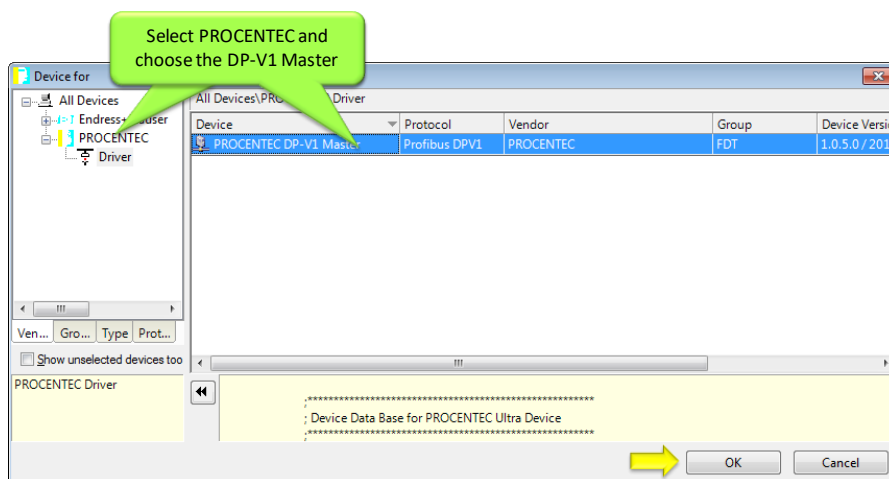 Select PROCENTEC and
choose the DP-V1 Master
Device for
All Devices
Endress+
user
PROCENTEC
Driver
All Devices\PRO
Driver
Device Protocol Vendor Group Device Versi
PROCENTEC DP-V1 Master Profibus DPV1 PROCENTEC FDT 1.0.5.0 / 201
Ven... Gro... Type Prot...
Show unselected devices too
PROCENTEC Driver
;******************************************************
; Device Data Base for PROCENTEC Ultra Device
;******************************************************
OK Cancel